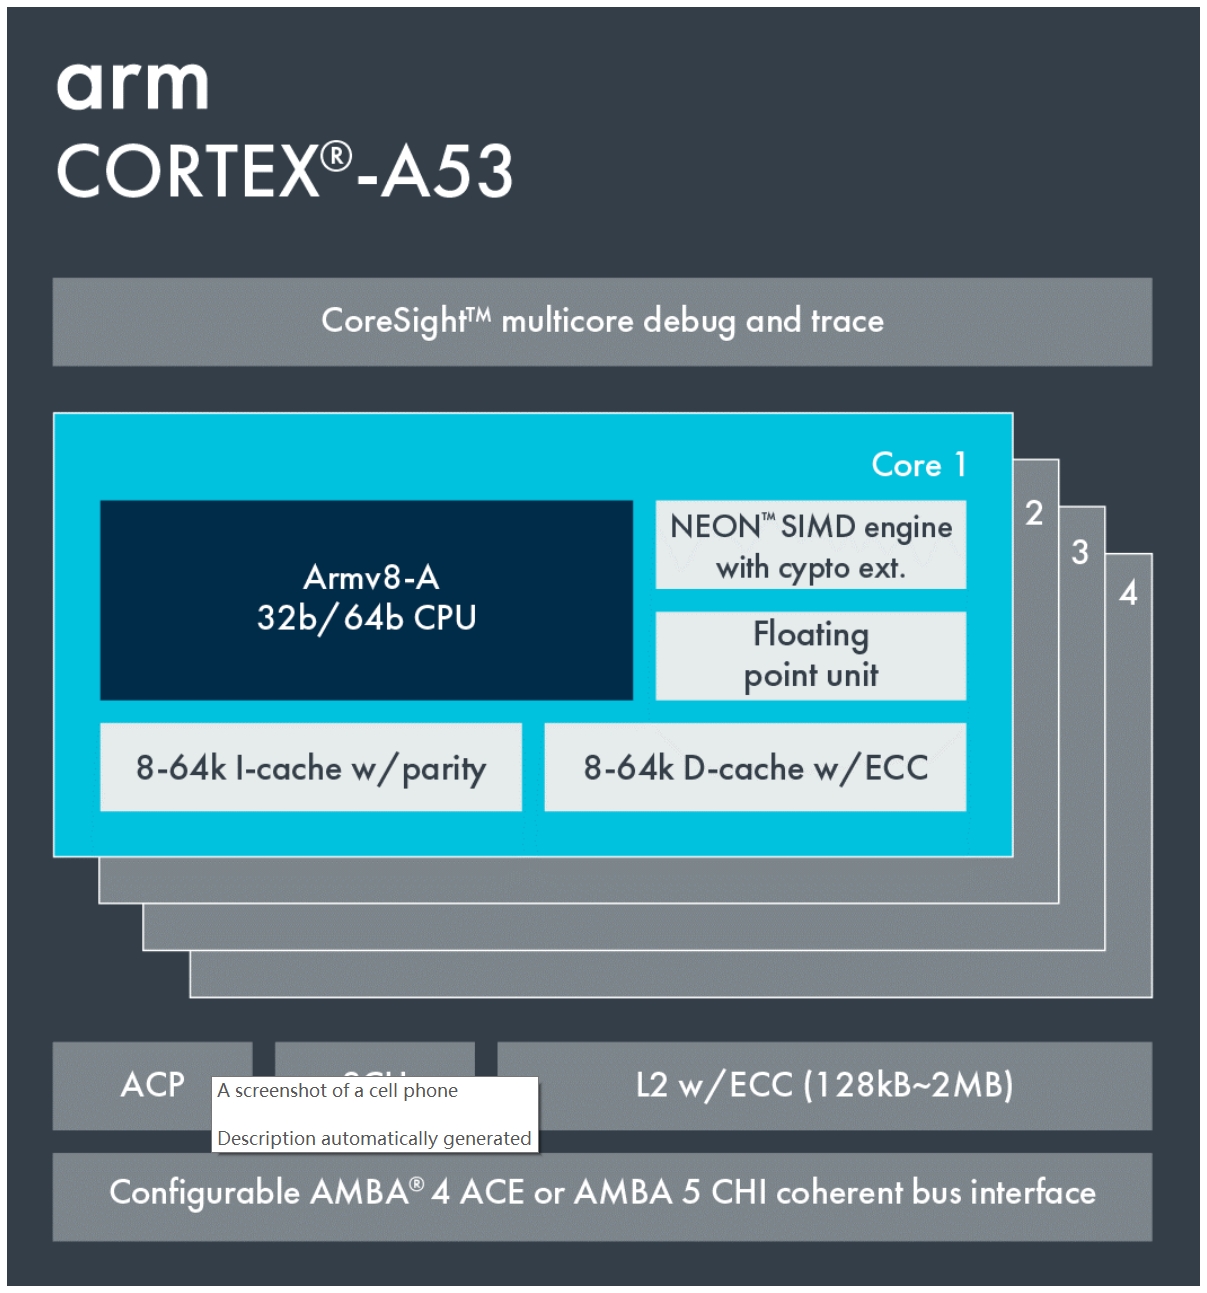 arm
CORTEX®-A53
CoreSight™ multicore debug and trace
Core 1
2
3
4
Armv8-A
32b/64b CPU
NEON™ SIMD engine
with cypto ext.
Floating
point unit
8-64k I-cache w/parity
8-64k D-cache w/ECC
ACP
L2 w/ECC (128kB~2MB)
A screenshot of a cell phone
Description automatically generated
Configurable AMBA® 4 ACE or AMBA 5 CHI coherent bus interface